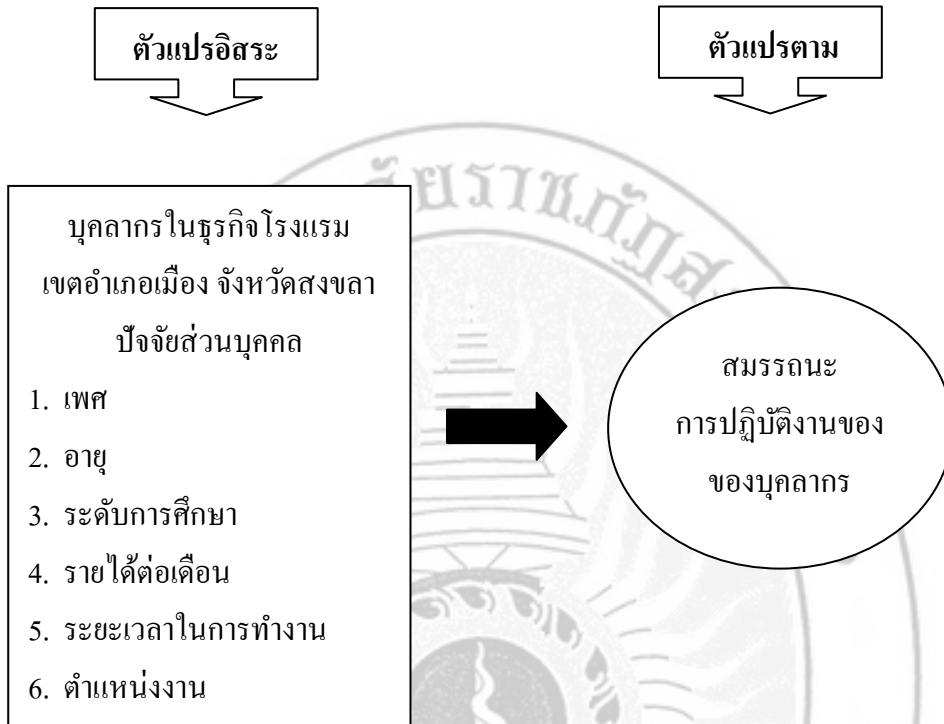 ตัวแปรอิสระ
ตัวแปรตาม
ัยราชภัฏส
บุคลากรในธุรกิจโรงแรม
เขตอำเภอเมือง จังหวัดสงขลา
ปัจจัยส่วนบุคคล
1. เพศ
2. อายุ
3. ระดับการศึกษา
4. รายได้ต่อเดือน
5. ระยะเวลาในการทำงาน
6. ตำแหน่งงาน
สมรรถนะ
การปฏิบัติงานของ
ของบุคลากร